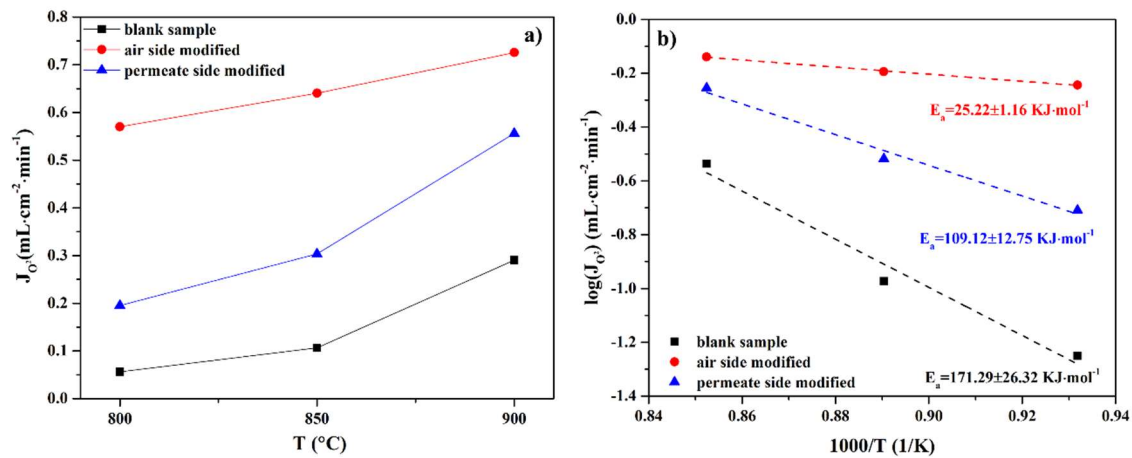 a)
blank sample
air side modified
permeate side modified
0.8
0.7
0.6
0.5
0.4
0.3
0.2
0.1
0.0
800
850
900
T (°C)
J_O²(mL·cm⁻²·min⁻¹)
b)
0.0
-0.2
-0.4
-0.6
-0.8
-1.0
-1.2
-1.4
0.84
0.86
0.88
0.90
0.92
0.94
1000/T (1/K)
log(J_O²) (mL·cm⁻²·min⁻¹)
E_a=25.22±1.16 KJ·mol⁻¹
E_a=109.12±12.75 KJ·mol⁻¹
E_a=171.29±26.32 KJ·mol⁻¹
blank sample
air side modified
permeate side modified